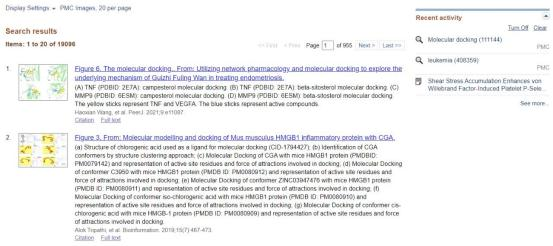 Display Settings: PMC Images, 20 per page
Search results
Items: 1 to 20 of 19096
<< First < Prev Page 1 of 955 Next > Last >>
1.
Figure 6. The molecular docking.. From: Utilizing network pharmacology and molecular docking to explore the
underlying mechanism of Guizhi Fuling Wan in treating endometriosis.
(A) TNF (PDBID: 2E7A): campesterol molecular docking. (B) TNF (PDBID: 2E7A): beta-sitosterol molecular docking. (C)
MMP9 (PDBID: 6ESM): campesterol molecular docking. (D) MMP9 (PDBID: 6ESM): beta-sitosterol molecular docking.
The yellow sticks represent TNF and VEGFA. The blue sticks represent active compounds.
Haoxian Wang, et al. PeerJ. 2021;9:e11087.
Citation Full text
2.
Figure 3. From: Molecular modelling and docking of Mus musculus HMGB1 inflammatory protein with CGA.
(a) Structure of chlorogenic acid used as a ligand for molecular docking (CID-1794427); (b) Identification of CGA
conformers by structure clustering approach; (c) Molecular Docking of CGA with mice HMGB1 protein (PMDBID:
PM0079142) and representation of active site residues and force of attractions involved in docking; (d) Molecular Docking
of conformer C3950 with mice HMGB1 protein (PM DB ID: PM0080912) and representation of active site residues and
force of attractions involved in docking; (e) Molecular Docking of conformer ZINC03947476 with mice HMGB1 protein
(PMDB ID: PM0080911) and representation of active site residues and force of attractions involved in docking; (f)
Molecular Docking of conformer iso-chlorogenic acid with mice HMGB1 protein (PM DB ID: PM0080910) and
representation of active site residues and force of attractions involved in docking; (g) Molecular Docking of conformer cis-
chlorogenic acid with mice HMGB-1 protein (PM DB ID: PM0080909) and representation of active site residues and force
of attractions involved in docking.
Alok Tripathi, et al. Bioinformation. 2019;15(7):467-473.
Citation Full text
Recent activity
Turn Off Clear
Molecular docking (111144)
PMC
leukemia (408359)
PMC
Shear Stress Accumulation Enhances von
Willebrand Factor-Induced Platelet P-Sele...
See more...